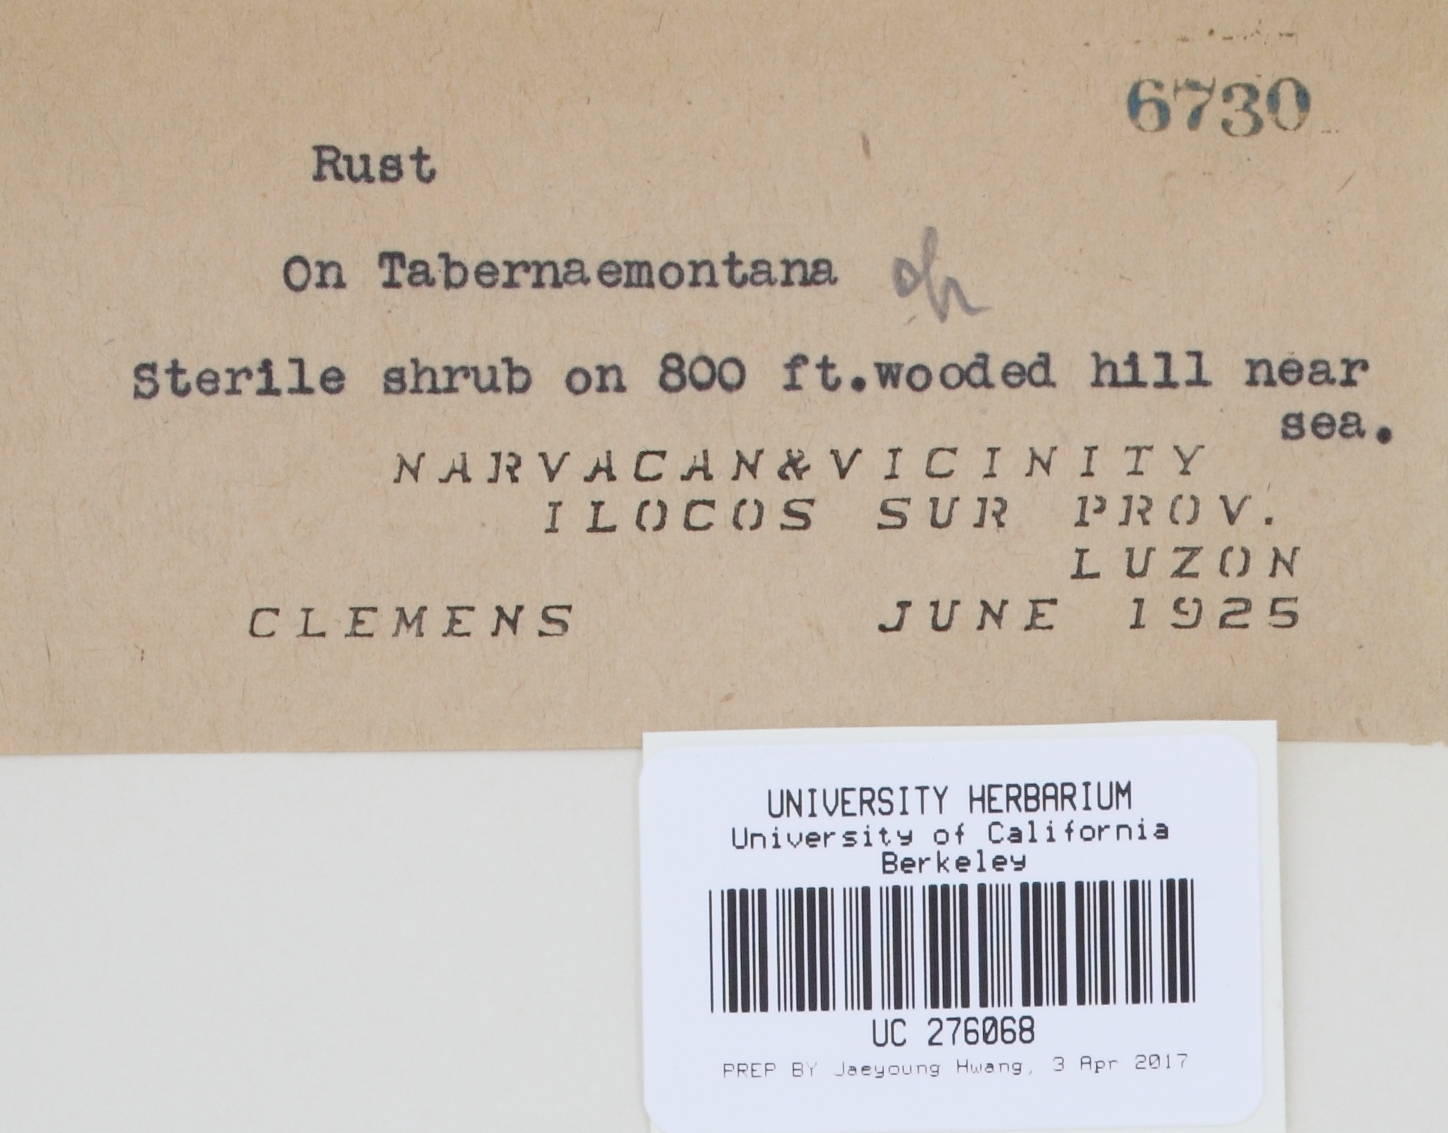 6730
Rust
On Tabernaemontana
Sterile shrub on 800 ft.wooded hill near
sea.
NARVACAN&VICINITY
ILOCOS SUR PROV.
LUZON
CLEMENS JUNE 1925
UNIVERSITY HERBARIUM
University of California
Berkeley
UC 276068
PREP BY Jaeyoung Hwang, 3 Apr 2017